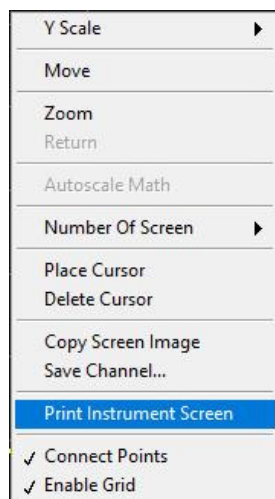 Y Scale
Move
Zoom
Return
Autoscale Math
Number Of Screen
Place Cursor
Delete Cursor
Copy Screen Image
Save Channel...
Print Instrument Screen
Connect Points
Enable Grid